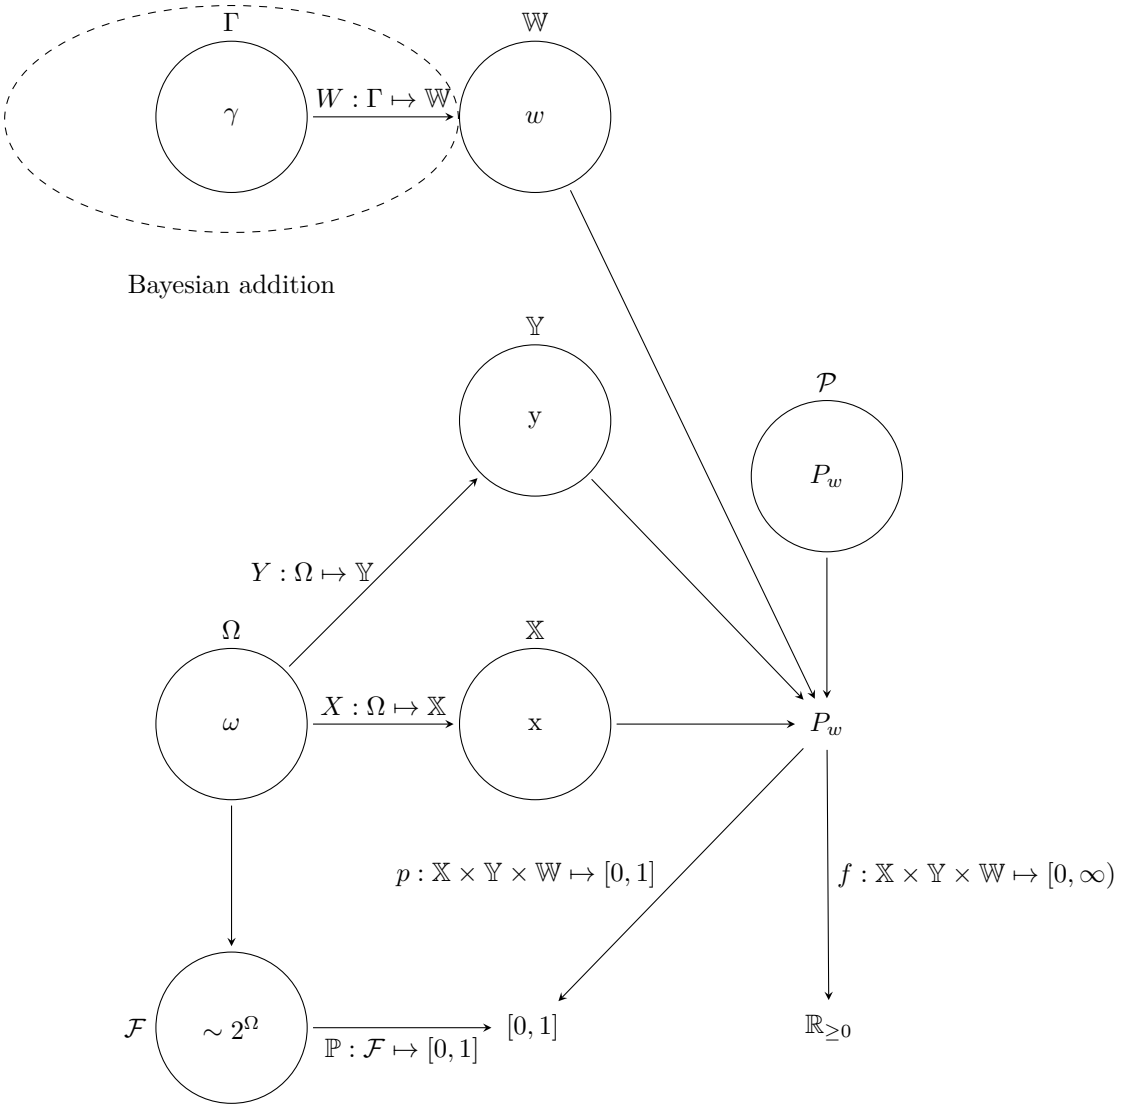 Γ
𝕎
γ
W : Γ ↦ 𝕎
w
Bayesian addition
𝕐
y
𝒫
P_w
Y : Ω ↦ 𝕐
Ω
𝕏
ω
X : Ω ↦ 𝕏
x
P_w
p : 𝕏 × 𝕐 × 𝕎 ↦ [0, 1]
f : 𝕏 × 𝕐 × 𝕎 ↦ [0, ∞)
ℱ
∼ 2^Ω
ℙ : ℱ ↦ [0, 1]
[0, 1]
ℝ_≥0